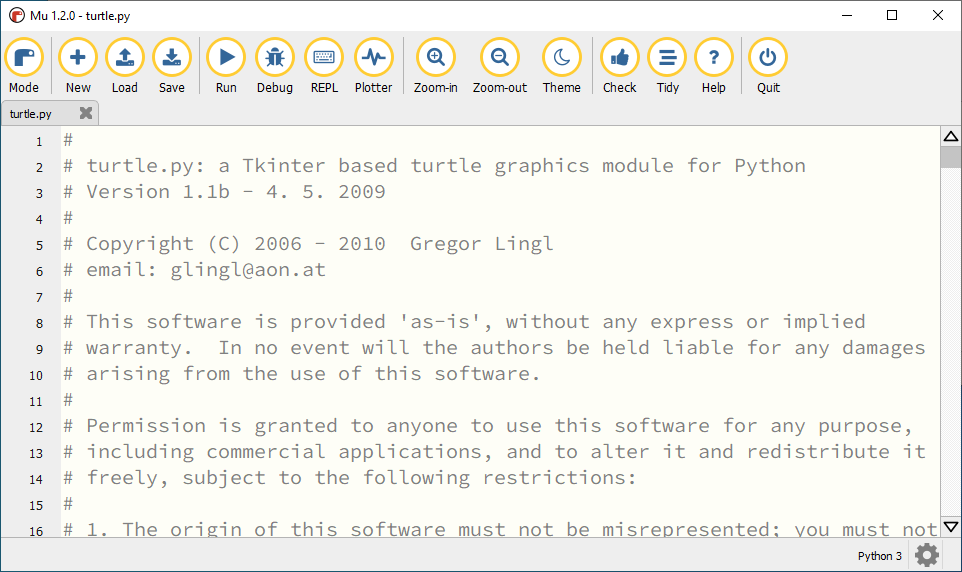 Mu 1.2.0 - turtle.py
Mode New Load Save Run Debug REPL Plotter Zoom-in Zoom-out Theme Check Tidy Help Quit
turtle.py
1 #
2 # turtle.py: a Tkinter based turtle graphics module for Python
3 # Version 1.1b - 4. 5. 2009
4 #
5 # Copyright (C) 2006 - 2010  Gregor Lingl
6 # email: glingl@aon.at
7 #
8 # This software is provided 'as-is', without any express or implied
9 # warranty.  In no event will the authors be held liable for any damages
10 # arising from the use of this software.
11 #
12 # Permission is granted to anyone to use this software for any purpose,
13 # including commercial applications, and to alter it and redistribute it
14 # freely, subject to the following restrictions:
15 #
16 # 1. The origin of this software must not be misrepresented; you must not
Python 3